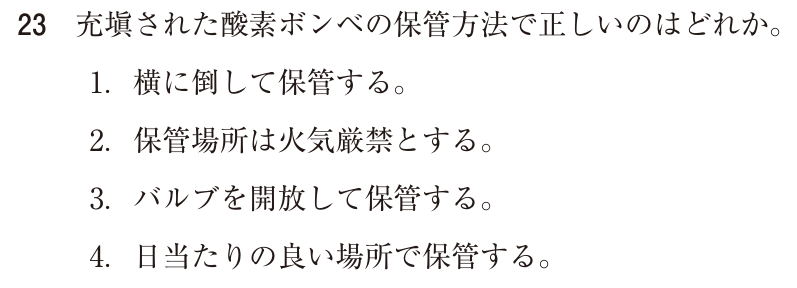 23 充塡された酸素ボンベの保管方法で正しいのはどれか。
1. 横に倒して保管する。
2. 保管場所は火気厳禁とする。
3. バルブを開放して保管する。
4. 日当たりの良い場所で保管する。